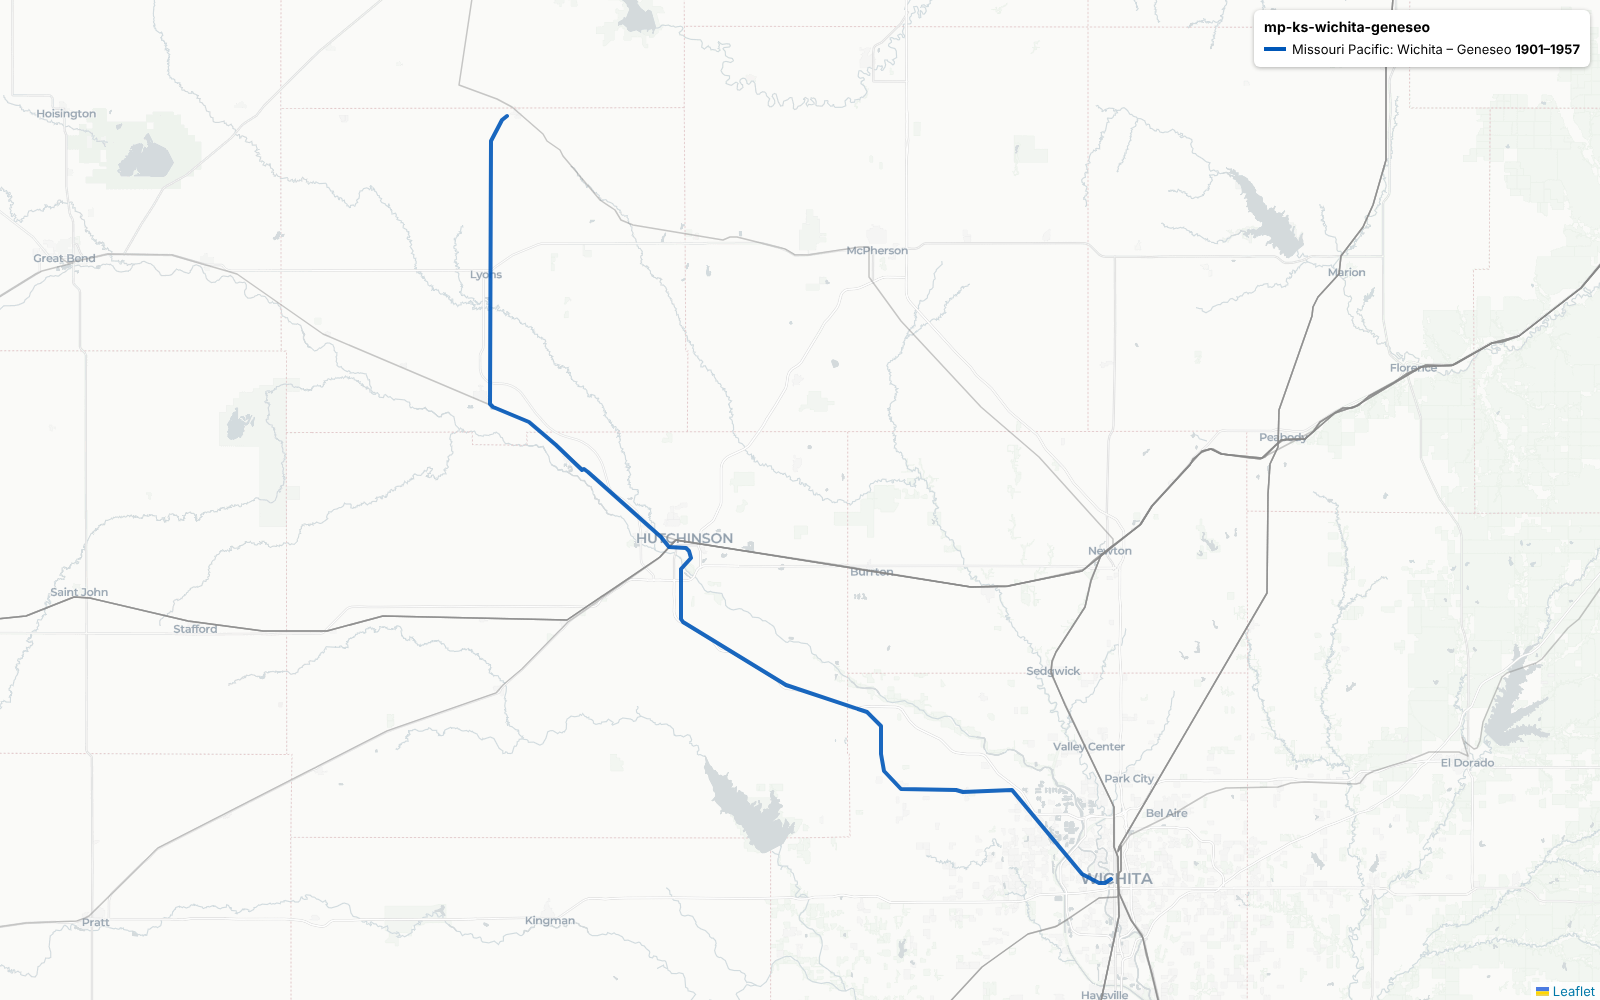 mp-ks-wichita-geneseo
Missouri Pacific: Wichita – Geneseo 1901–1957
Hoisington
Great Bend
McPherson
Lyons
Marion
Florence
Peabody
HUTCHINSON
Newton
Burrton
Saint John
Stafford
Sedgwick
Valley Center
El Dorado
Park City
Bel Aire
WICHITA
Pratt
Kingman
Haysville
Leaflet